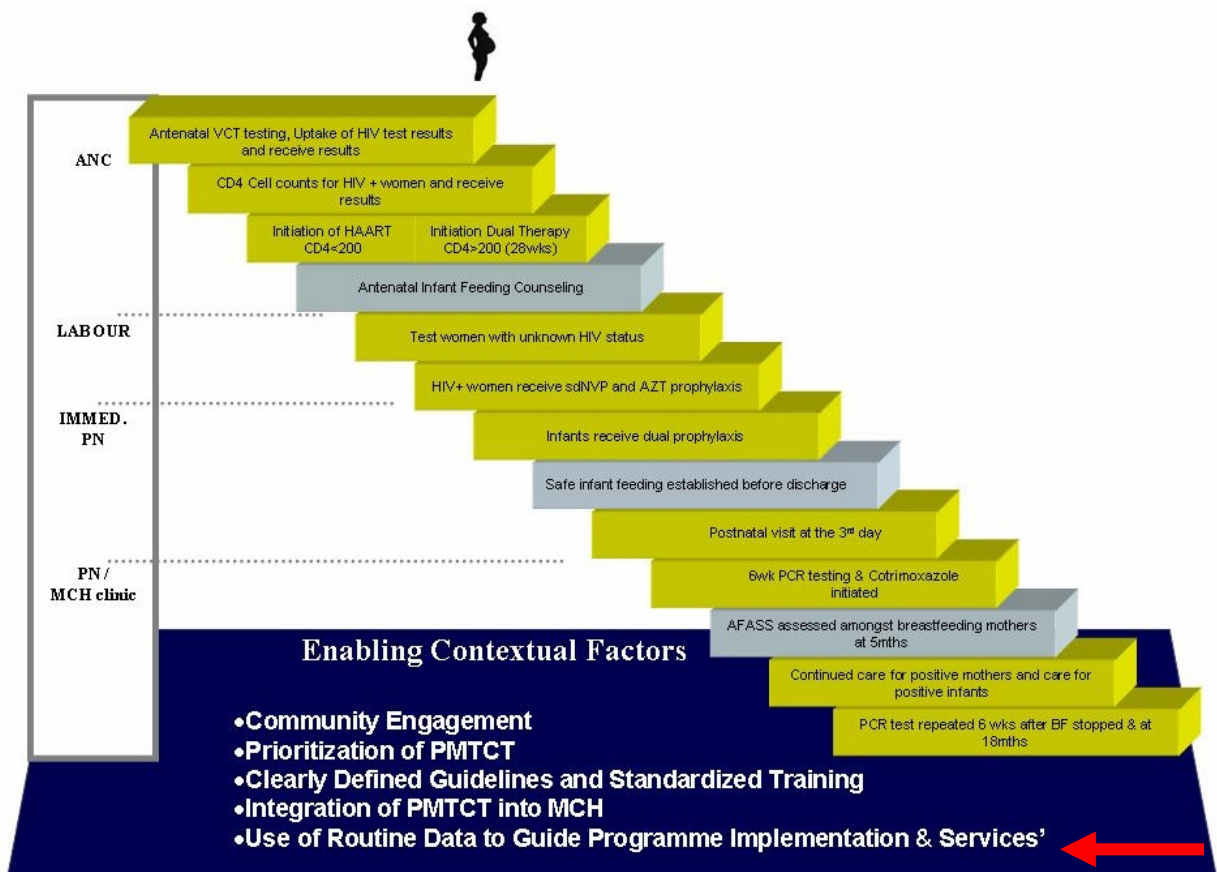 Antenatal VCT testing, Uptake of HIV test results
and receive results
ANC
CD4 Cell counts for HIV + women and receive
results
Initiation of HAART
CD4<200
Initiation Dual Therapy
CD4>200 (28wks)
Antenatal Infant Feeding Counseling
LABOUR
Test women with unknown HIV status
HIV+ women receive sdNVP and AZT prophylaxis
IMMED.
PN
Infants receive dual prophylaxis
Safe infant feeding established before discharge
Postnatal visit at the 3rd day
PN /
MCH clinic
6wk PCR testing & Cotrimoxazole
initiated
AFASS assessed amongst breastfeeding mothers
at 5mths
Continued care for positive mothers and care for
positive infants
PCR test repeated 6 wks after BF stopped & at
18mths
Enabling Contextual Factors
•Community Engagement
•Prioritization of PMTCT
•Clearly Defined Guidelines and Standardized Training
•Integration of PMTCT into MCH
•Use of Routine Data to Guide Programme Implementation & Services’